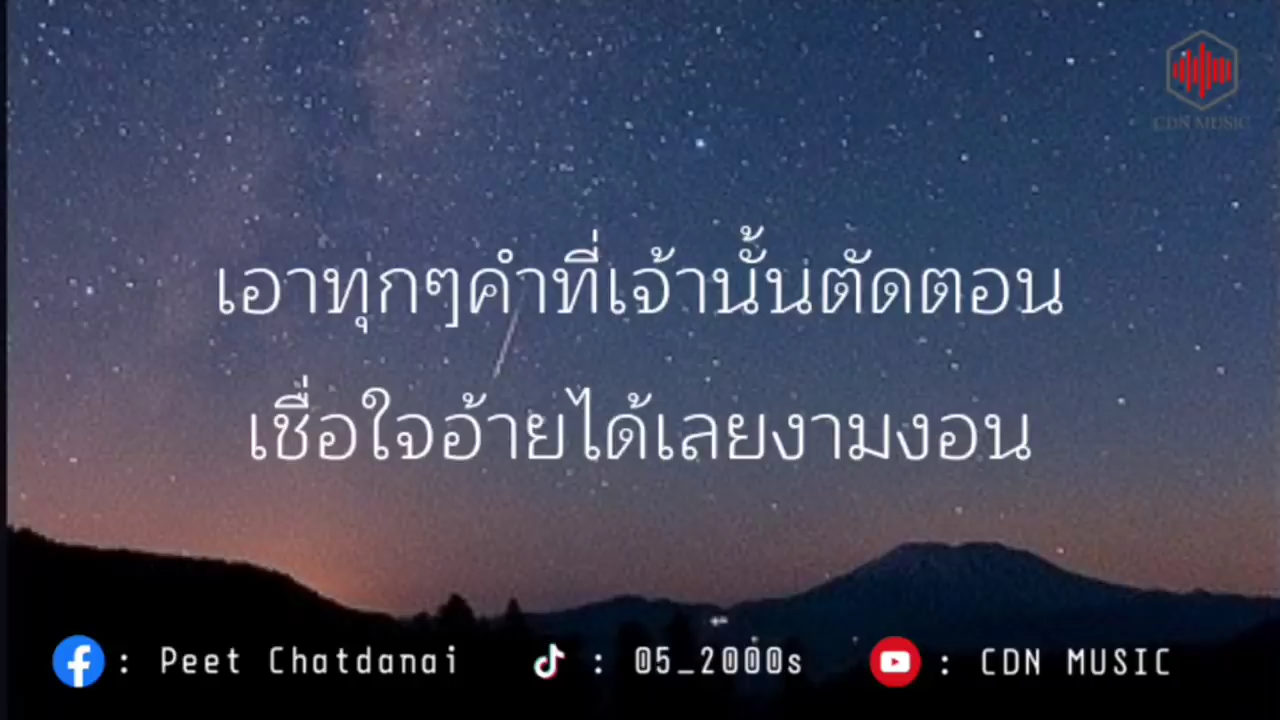 CDN MUSIC
เอาทุกๆคำที่เจ้านั้นตัดตอน
เชื่อใจอ้ายได้เลยงามงอน
: Peet Chatdanai : 05_2000s : CDN MUSIC